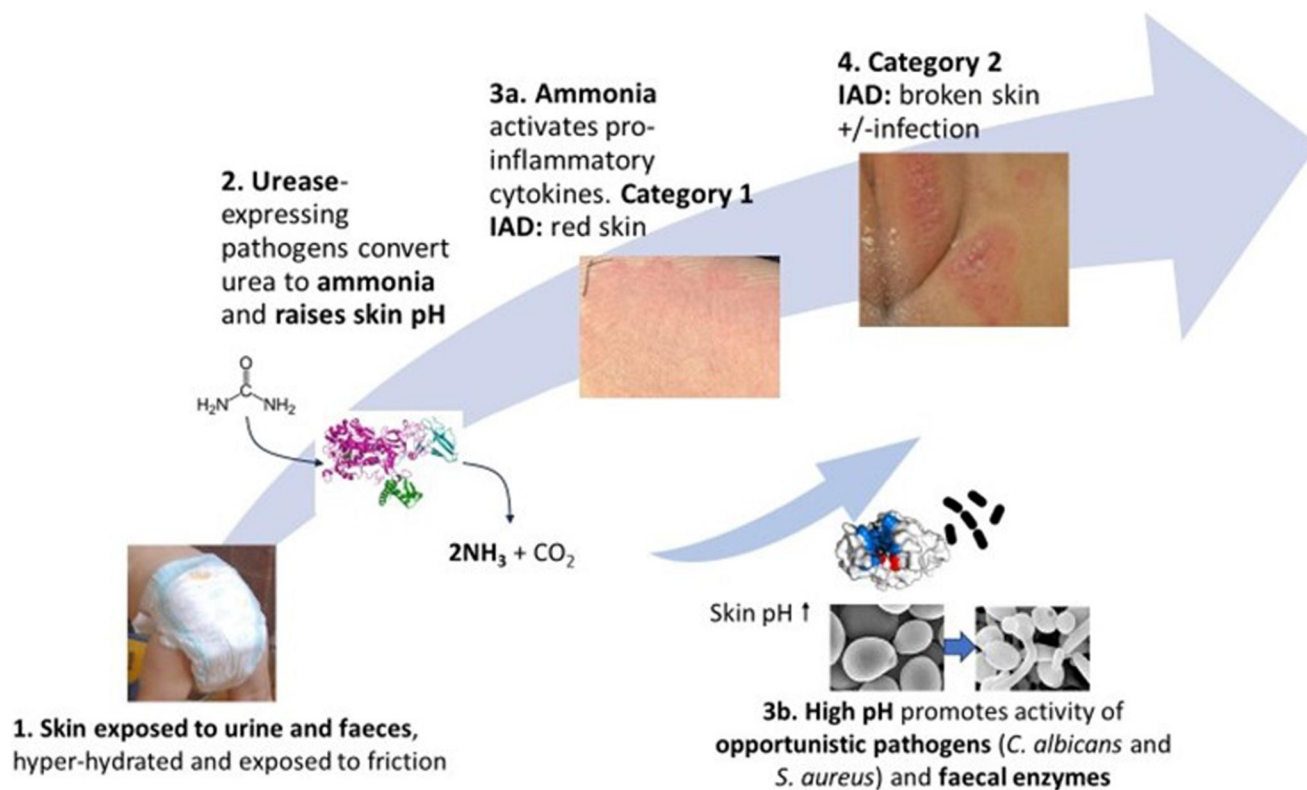 1. Skin exposed to urine and faeces,
hyper-hydrated and exposed to friction
2. Urease-
expressing
pathogens convert
urea to ammonia
and raises skin pH
O
C
H₂N
NH₂
2NH₃ + CO₂
3a. Ammonia
activates pro-
inflammatory
cytokines. Category 1
IAD: red skin
Skin pH ↑
3b. High pH promotes activity of
opportunistic pathogens (C. albicans and
S. aureus) and faecal enzymes
4. Category 2
IAD: broken skin
+/-infection